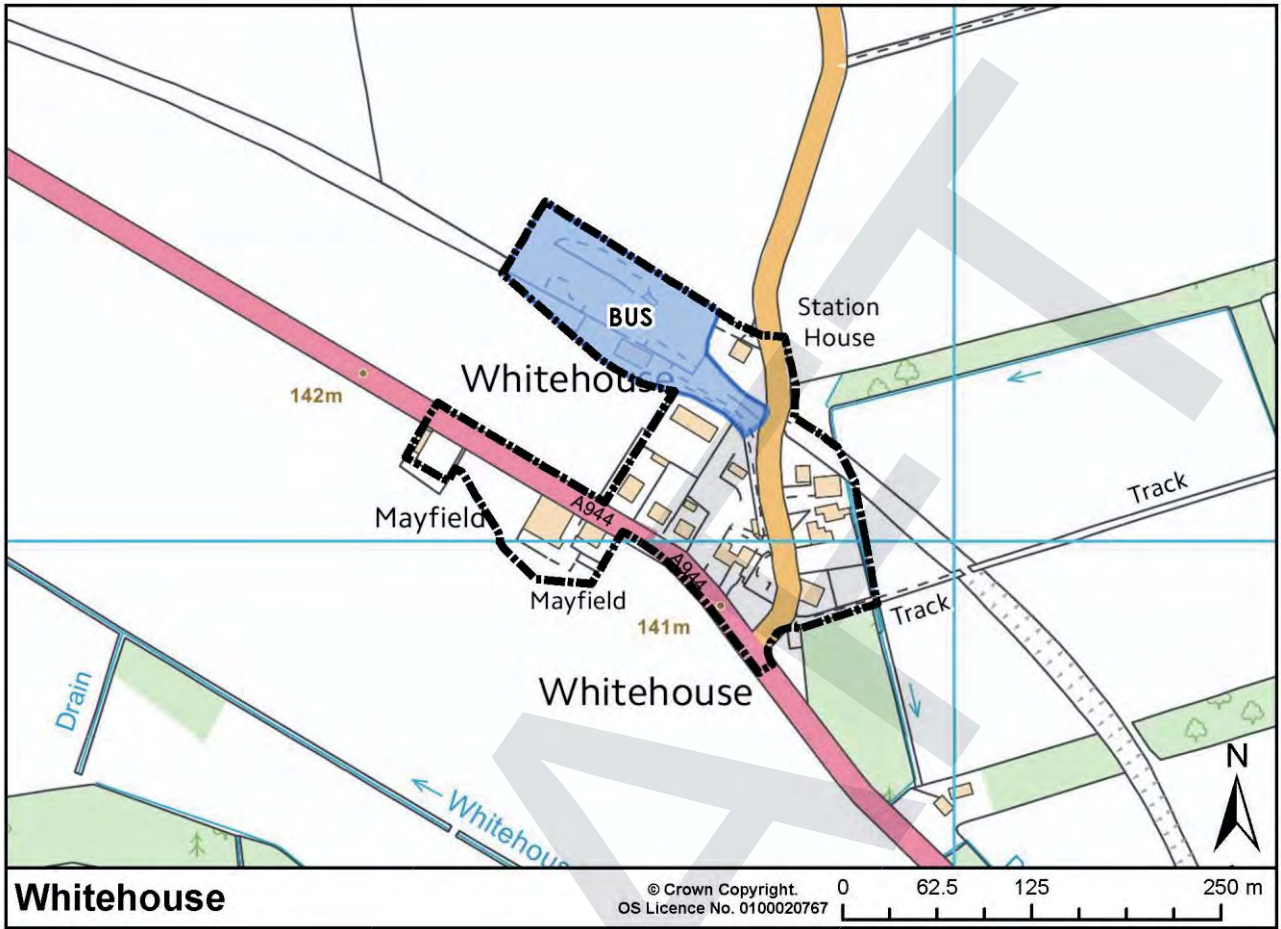 Station
House
BUS
Whitehouse
142m
Track
A944
Mayfield
A944
Mayfield
Track
141m
Whitehouse
Drain
N
Whitehouse
© Crown Copyright.
OS Licence No. 0100020767
0 62.5 125 250 m